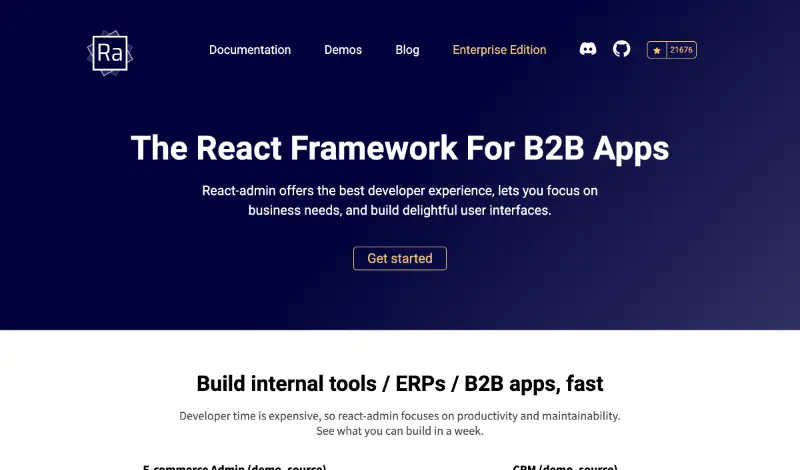 Ra
Documentation Demos Blog Enterprise Edition 21676
The React Framework For B2B Apps
React-admin offers the best developer experience, lets you focus on
business needs, and build delightful user interfaces.
Get started
Build internal tools / ERPs / B2B apps, fast
Developer time is expensive, so react-admin focuses on productivity and maintainability.
See what you can build in a week.
E-commerce Admin (demo, source) CRM (demo, source)